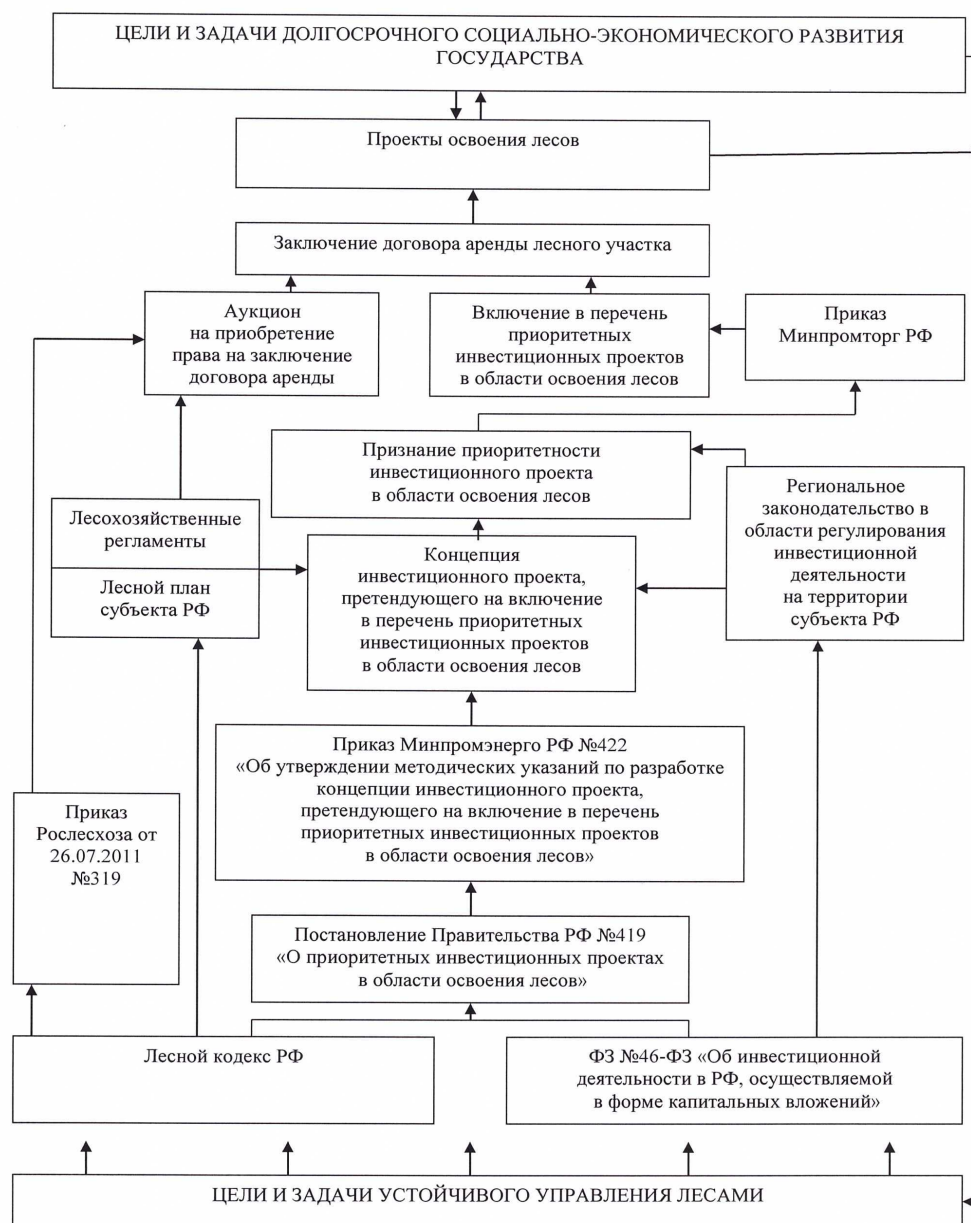 ЦЕЛИ И ЗАДАЧИ ДОЛГОСРОЧНОГО СОЦИАЛЬНО-ЭКОНОМИЧЕСКОГО РАЗВИТИЯ
ГОСУДАРСТВА
Проекты освоения лесов
Заключение договора аренды лесного участка
Аукцион
на приобретение
права на заключение
договора аренды
Включение в перечень
приоритетных
инвестиционных проектов
в области освоения лесов
Приказ
Минпромторг РФ
Признание приоритетности
инвестиционного проекта
в области освоения лесов
Региональное
законодательство в
области регулирования
инвестиционной
деятельности
на территории
субъекта РФ
Лесохозяйственные
регламенты
Лесной план
субъекта РФ
Концепция
инвестиционного проекта,
претендующего на включение
в перечень приоритетных
инвестиционных проектов
в области освоения лесов
Приказ Минпромэнерго РФ №422
«Об утверждении методических указаний по разработке
концепции инвестиционного проекта,
претендующего на включение в перечень
приоритетных инвестиционных проектов
в области освоения лесов»
Приказ
Рослесхоза от
26.07.2011
№319
Постановление Правительства РФ №419
«О приоритетных инвестиционных проектах
в области освоения лесов»
Лесной кодекс РФ
ФЗ №46-ФЗ «Об инвестиционной
деятельности в РФ, осуществляемой
в форме капитальных вложений»
ЦЕЛИ И ЗАДАЧИ УСТОЙЧИВОГО УПРАВЛЕНИЯ ЛЕСАМИ